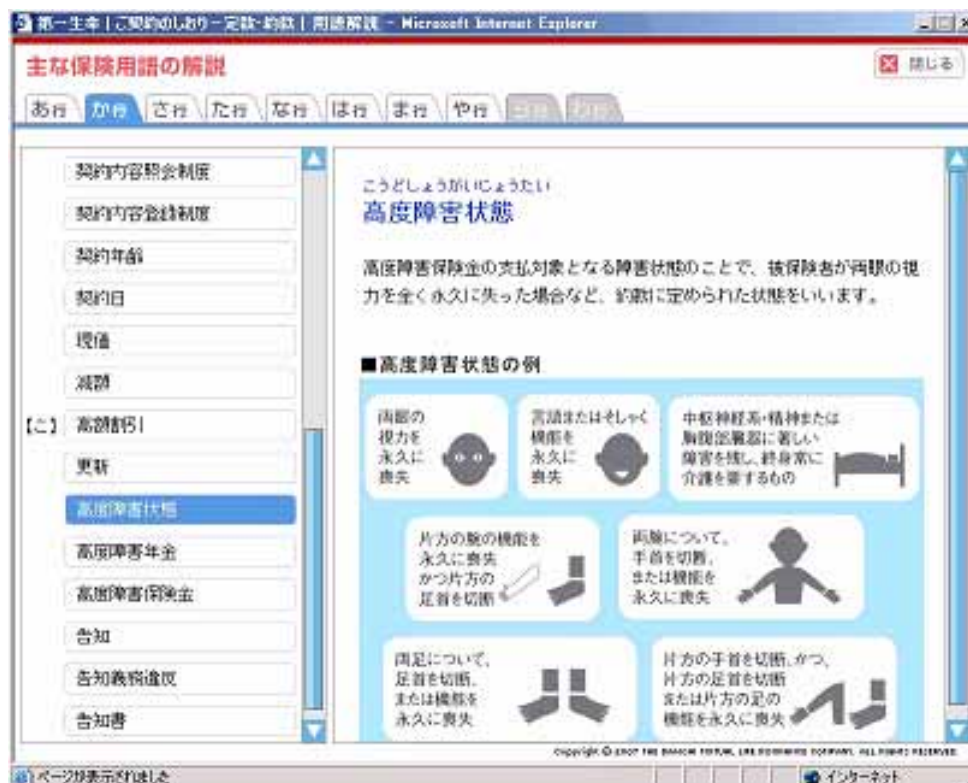 第一生命 | ご契約のしおり－定款・約款 | 用語解説 - Microsoft Internet Explorer
主な保険用語の解説
閉じる
あ行 か行 さ行 た行 な行 は行 ま行 や行 ら行 わ行
契約内容照会制度
契約内容登録制度
契約年齢
契約日
現価
減額
【こ】 高額割引
更新
高度障害状態
高度障害年金
高度障害保険金
告知
告知義務違反
告知書
こうどしょうがいじょうたい
高度障害状態
高度障害保険金の支払対象となる障害状態のことで、被保険者が両眼の視
力を全く永久に失った場合など、約款に定められた状態をいいます。
■高度障害状態の例
両眼の
視力を
永久に
喪失
言語またはそしゃく
機能を
永久に
喪失
中枢神経系・精神または
胸腹部臓器に著しい
障害を残し、終身常に
介護を要するもの
片方の腕の機能を
永久に喪失
かつ片方の
足首を切断
両腕について、
手首を切断、
または機能を
永久に喪失
両足について、
足首を切断、
または機能を
永久に喪失
片方の手首を切断、かつ、
片方の足首を切断
または片方の足の
機能を永久に喪失
Copyright © 2007 THE DAI-ICHI MUTUAL LIFE INSURANCE COMPANY. ALL RIGHTS RESERVED.
ページが表示されました
インターネット